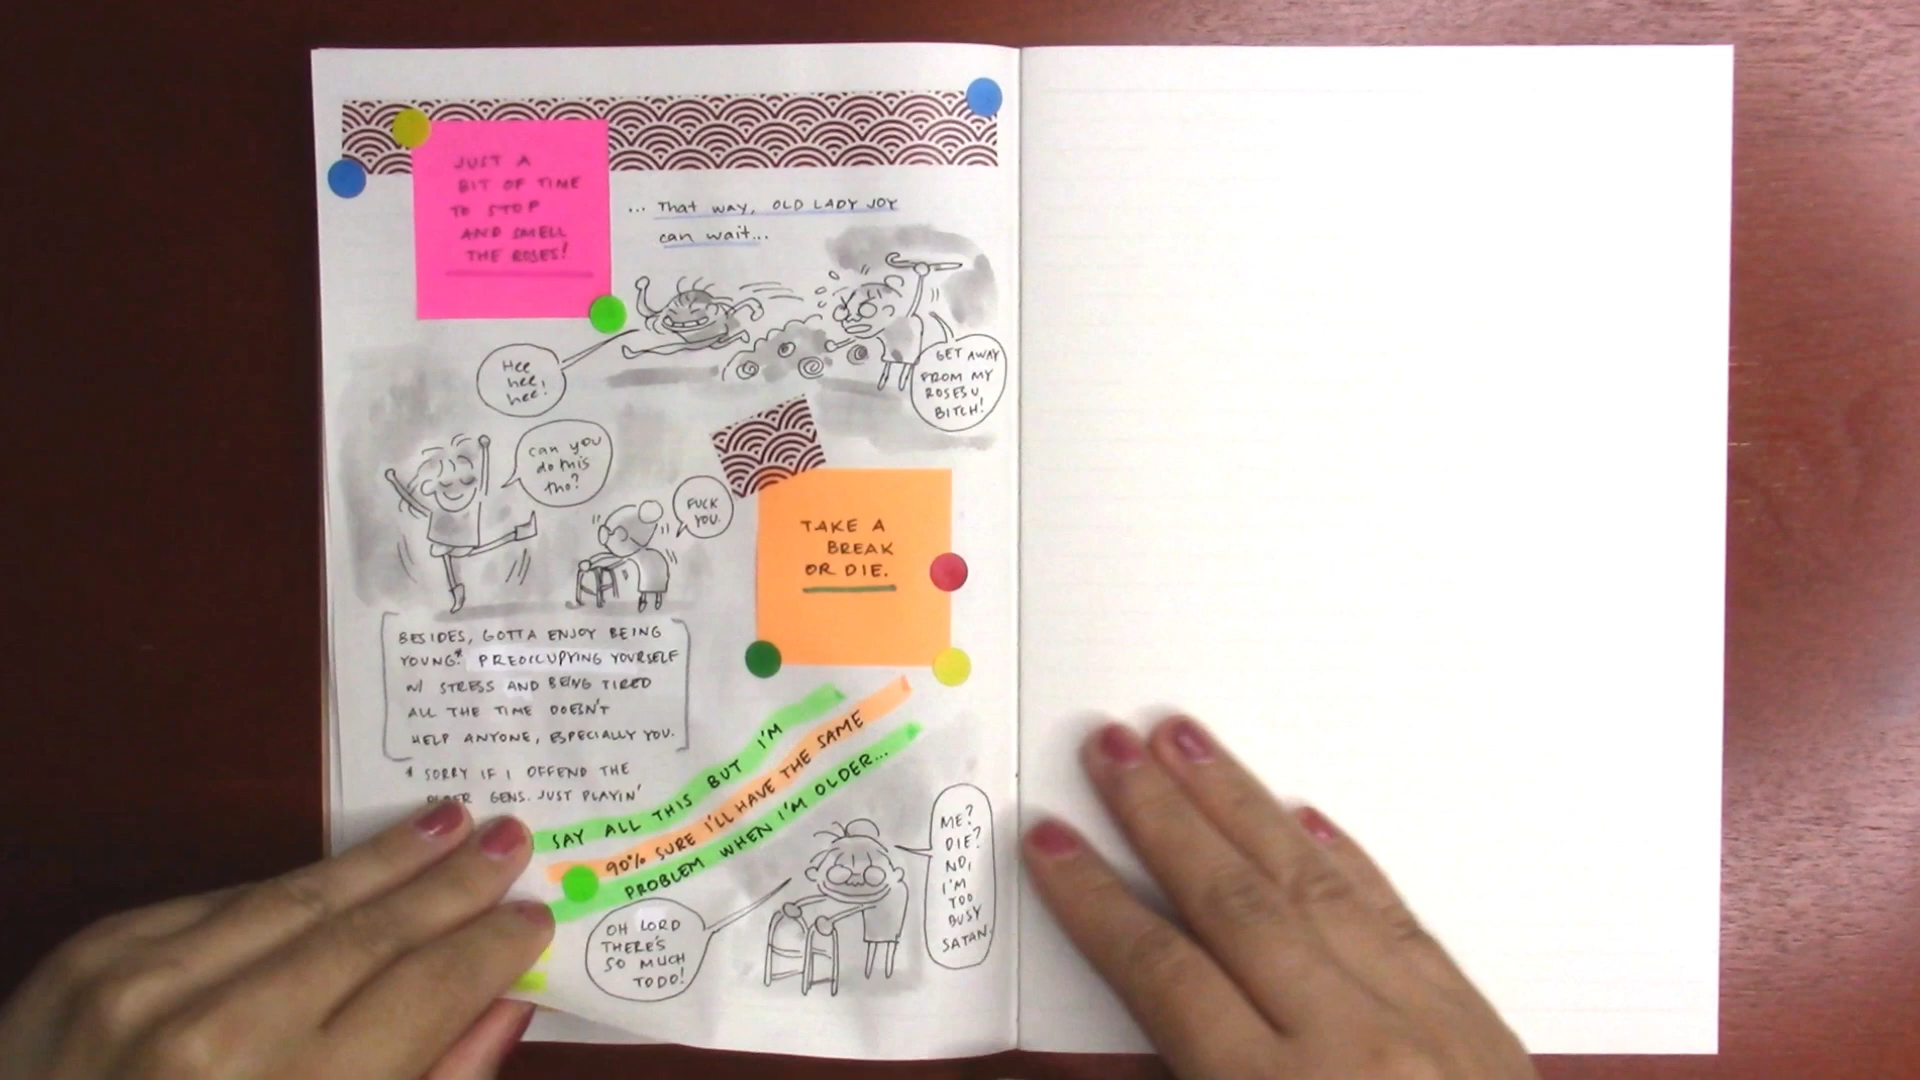 JUST A
BIT OF TIME
TO STOP
AND SMELL
THE ROSES!
... That way, OLD LADY JOY
can wait...
Hee
hee,
hee!
GET AWAY
FROM MY
ROSES U
BITCH!
can you
do this
tho?
FUCK
YOU.
TAKE A
BREAK
OR DIE.
BESIDES, GOTTA ENJOY BEING
YOUNG!* PREOCCUPYING YOURSELF
W/ STRESS AND BEING TIRED
ALL THE TIME DOESN'T
HELP ANYONE, ESPECIALLY YOU.
* SORRY IF I OFFEND THE
OLDER GENS. JUST PLAYIN'
SAY ALL THIS BUT I'M
90% SURE I'LL HAVE THE SAME
PROBLEM WHEN I'M OLDER...
OH LORD
THERE'S
SO MUCH
TODO!
ME?
DIE?
NO,
I'M
TOO
BUSY
SATAN.